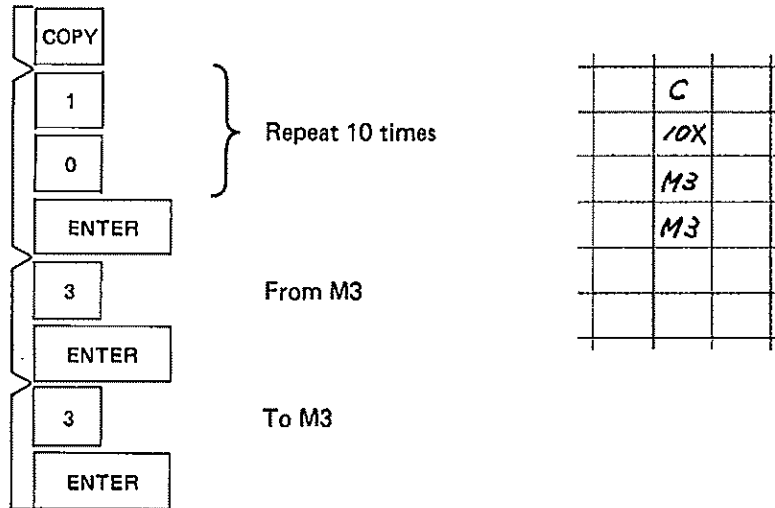 COPY
1
0
Repeat 10 times
ENTER
3
From M3
ENTER
3
To M3
ENTER
C
10X
M3
M3